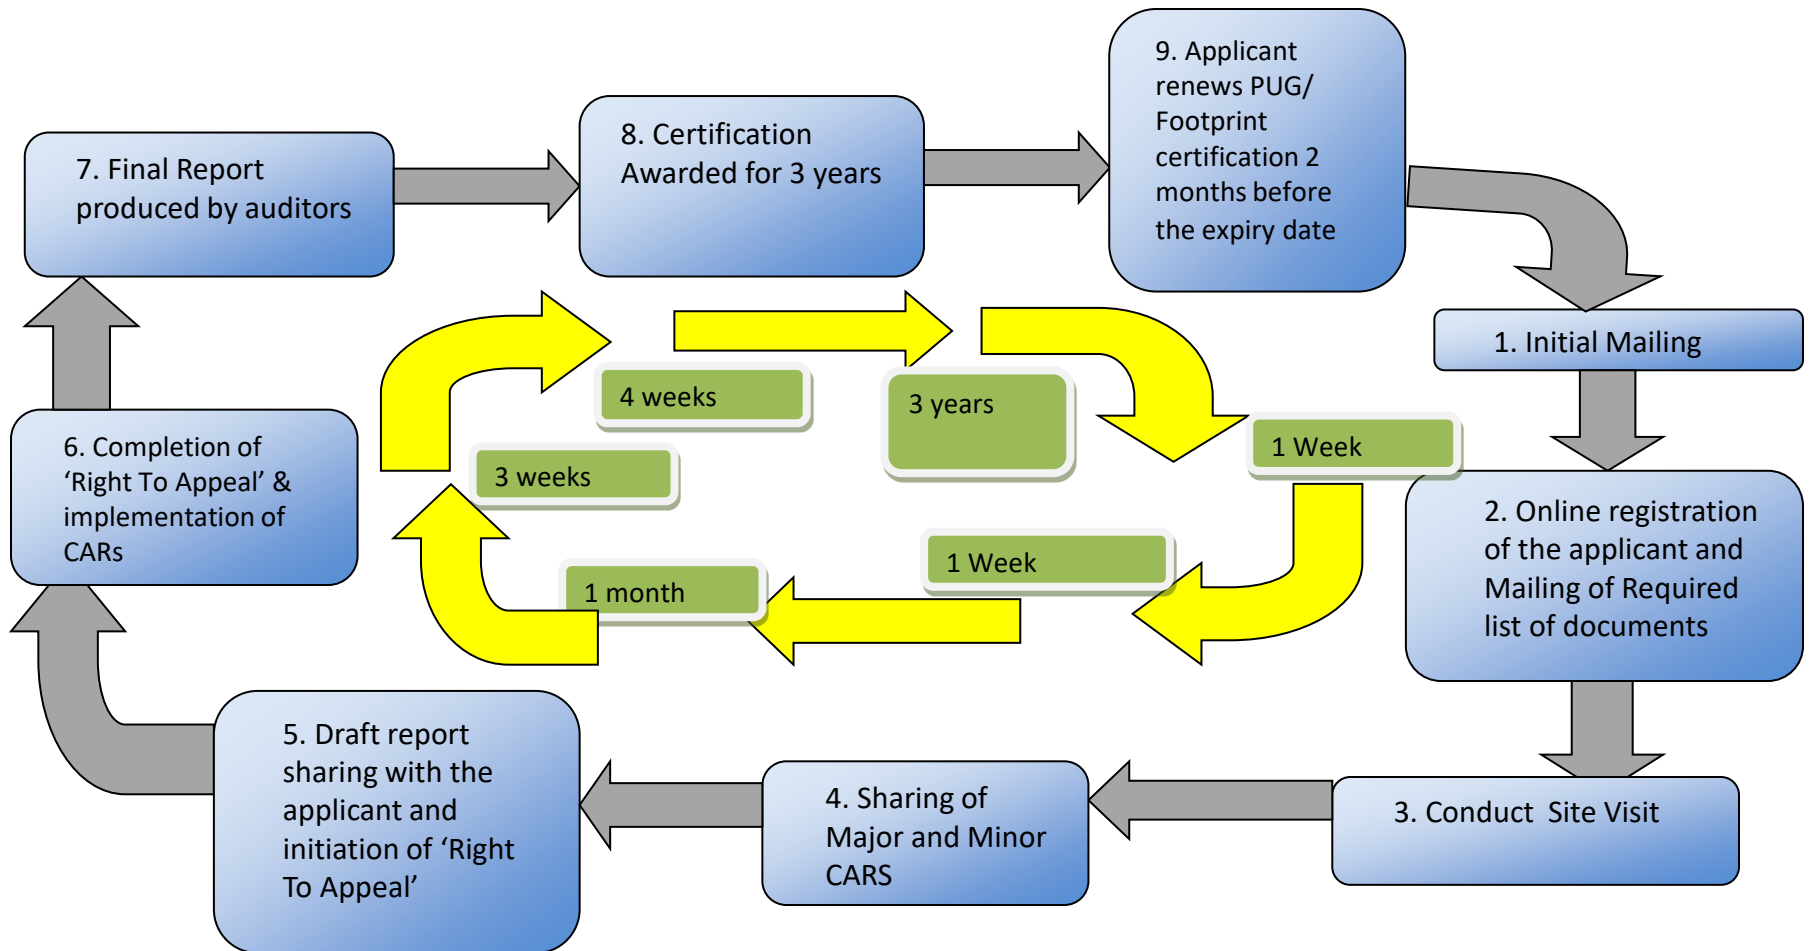 7. Final Report
produced by auditors
8. Certification
Awarded for 3 years
9. Applicant
renews PUG/
Footprint
certification 2
months before
the expiry date
1. Initial Mailing
4 weeks
3 years
1 Week
3 weeks
1 Week
1 month
6. Completion of
‘Right To Appeal’ &
implementation of
CARs
2. Online registration
of the applicant and
Mailing of Required
list of documents
5. Draft report
sharing with the
applicant and
initiation of ‘Right
To Appeal’
4. Sharing of
Major and Minor
CARS
3. Conduct  Site Visit